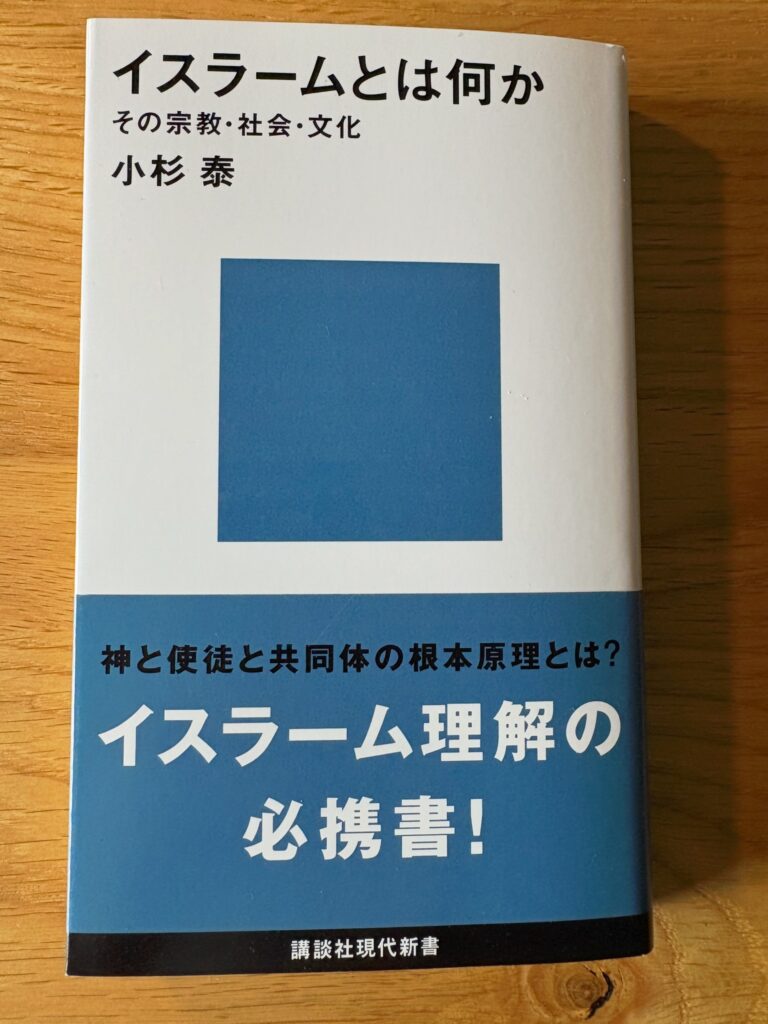 イスラームとは何か
その宗教・社会・文化
小杉 泰
神と使徒と共同体の根本原理とは?
イスラーム理解の
必携書!
講談社現代新書